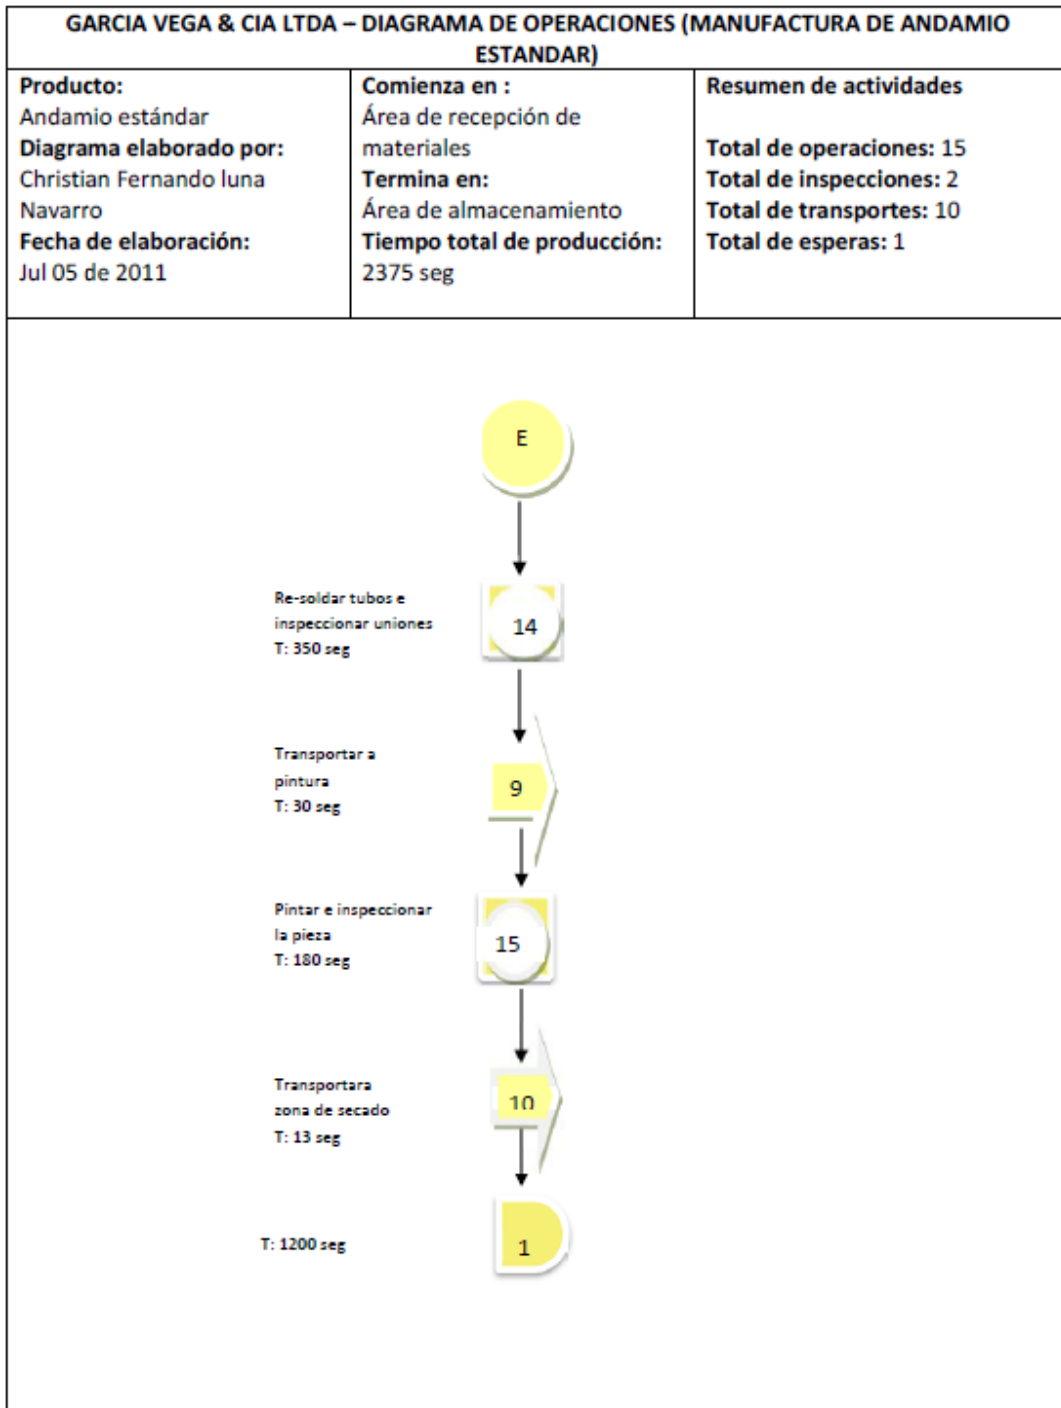 GARCIA VEGA & CIA LTDA – DIAGRAMA DE OPERACIONES (MANUFACTURA DE ANDAMIO
ESTANDAR)
Producto:
Andamio estándar
Diagrama elaborado por:
Christian Fernando luna
Navarro
Fecha de elaboración:
Jul 05 de 2011
Comienza en :
Área de recepción de
materiales
Termina en:
Área de almacenamiento
Tiempo total de producción:
2375 seg
Resumen de actividades
Total de operaciones: 15
Total de inspecciones: 2
Total de transportes: 10
Total de esperas: 1
E
Re-soldar tubos e
inspeccionar uniones
T: 350 seg
14
Transportar a
pintura
T: 30 seg
9
Pintar e inspeccionar
la pieza
T: 180 seg
15
Transportara
zona de secado
T: 13 seg
10
T: 1200 seg
1